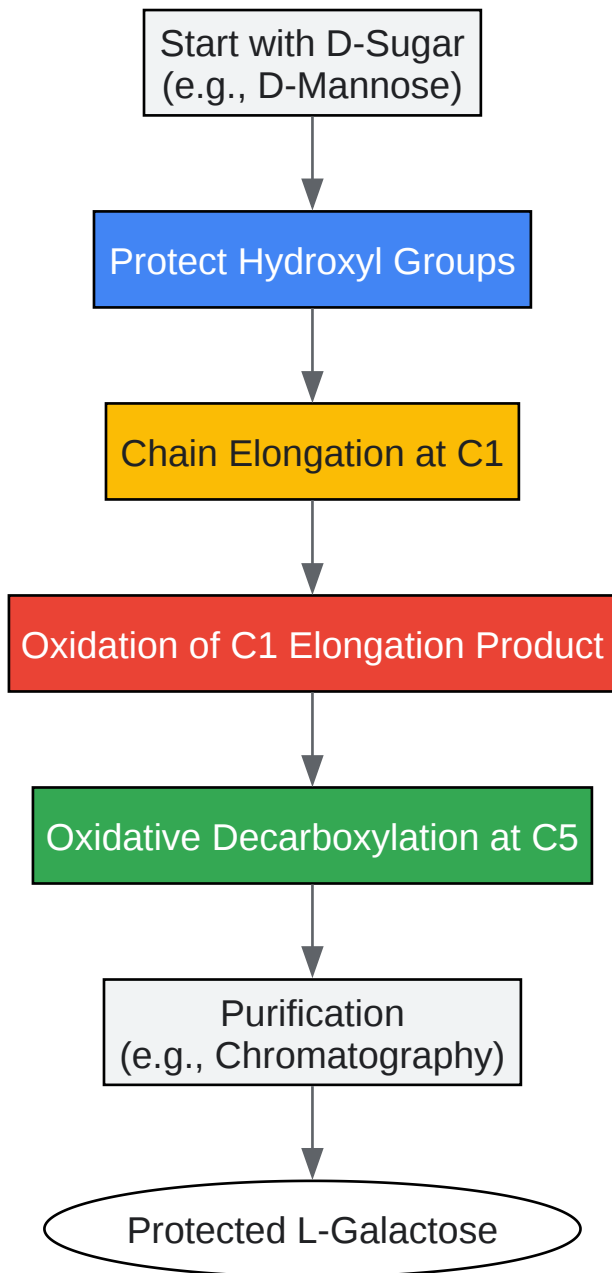 Start with D-Sugar
(e.g., D-Mannose)
Protect Hydroxyl Groups
Chain Elongation at C1
Oxidation of C1 Elongation Product
Oxidative Decarboxylation at C5
Purification
(e.g., Chromatography)
Protected L-Galactose